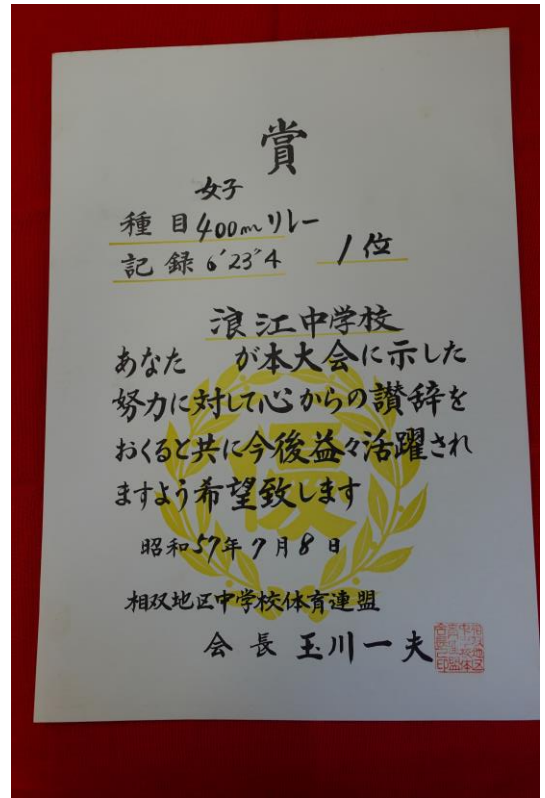 賞
女子
種目 400mリレー
記録 6′23″4 1位
浪江中学校
あなた が本大会に示した
努力に対して心からの讃辞を
おくると共に今後益々活躍され
ますよう希望致します
優
昭和57年7月8日
相双地区中学校体育連盟
会長 玉川一夫